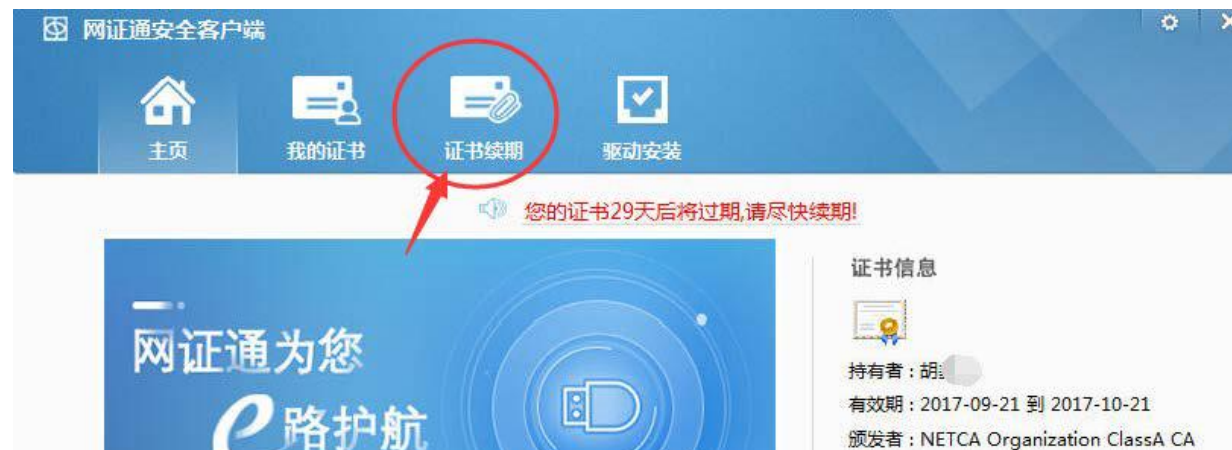 网证通安全客户端
主页 我的证书 证书续期 驱动安装
您的证书29天后将过期,请尽快续期!
网证通为您
e路护航
证书信息
持有者：胡
有效期：2017-09-21 到 2017-10-21
颁发者：NETCA Organization ClassA CA